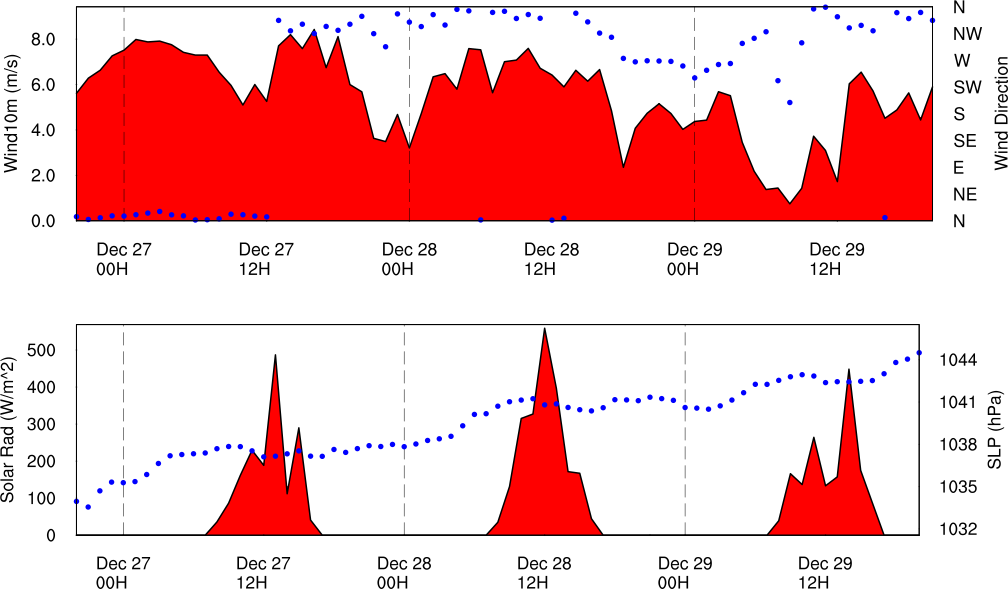 Wind10m (m/s)
8.0
6.0
4.0
2.0
0.0
N
NW
W
SW
S
SE
E
NE
N
Wind Direction
Dec 27 Dec 27 Dec 28 Dec 28 Dec 29 Dec 29
00H 12H 00H 12H 00H 12H
Solar Rad (W/m^2)
500
400
300
200
100
0
1044
1041
1038
1035
1032
SLP (hPa)
Dec 27 Dec 27 Dec 28 Dec 28 Dec 29 Dec 29
00H 12H 00H 12H 00H 12H